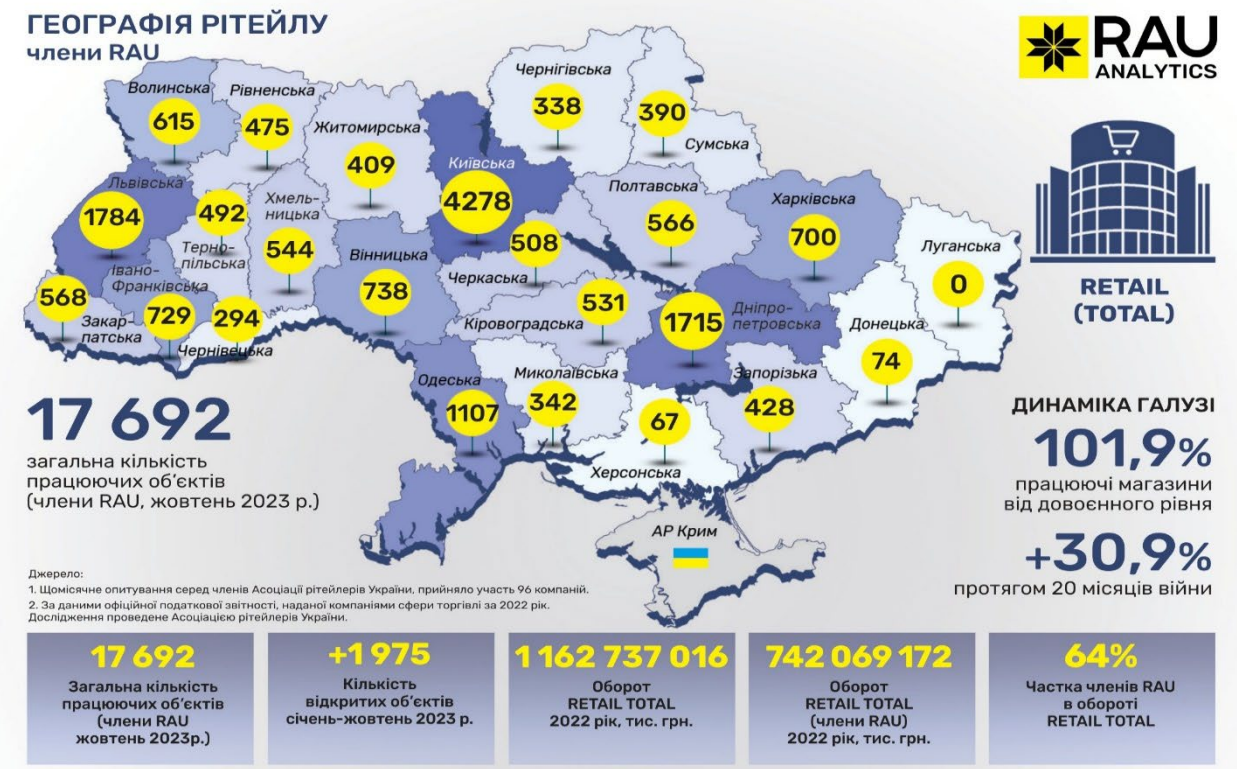 ГЕОГРАФІЯ РІТЕЙЛУ
члени RAU
RAU
ANALYTICS
Волинська
615
Рівненська
475
Житомирська
409
Чернігівська
338
390
Сумська
Київська
4278
Львівська
1784
492
Терно-
пільська
Хмель-
ницька
544
Вінницька
738
508
Черкаська
Полтавська
566
Харківська
700
Луганська
0
568
Закар-
патська
Івано-
Франківська
729
294
Чернівецька
Кіровоградська
531
1715
Дніпро-
петровська
Донецька
74
Одеська
1107
Миколаївська
342
67
Херсонська
Запорізька
428
АР Крим
RETAIL
(TOTAL)
17 692
загальна кількість
працюючих об’єктів
(члени RAU, жовтень 2023 р.)
ДИНАМІКА ГАЛУЗІ
101,9%
працюючі магазини
від довоєнного рівня
+30,9%
протягом 20 місяців війни
Джерело:
1. Щомісячне опитування серед членів Асоціації рітейлерів України, прийняло участь 96 компаній.
2. За даними офіційної податкової звітності, наданої компаніями сфери торгівлі за 2022 рік.
Дослідження проведене Асоціацією рітейлерів України.
17 692
Загальна кількість
працюючих об’єктів
(члени RAU
жовтень 2023р.)
+1 975
Кількість
відкритих об’єктів
січень-жовтень 2023 р.
1 162 737 016
Оборот
RETAIL TOTAL
2022 рік, тис. грн.
742 069 172
Оборот
RETAIL TOTAL
(члени RAU)
2022 рік, тис. грн.
64%
Частка членів RAU
в обороті
RETAIL TOTAL